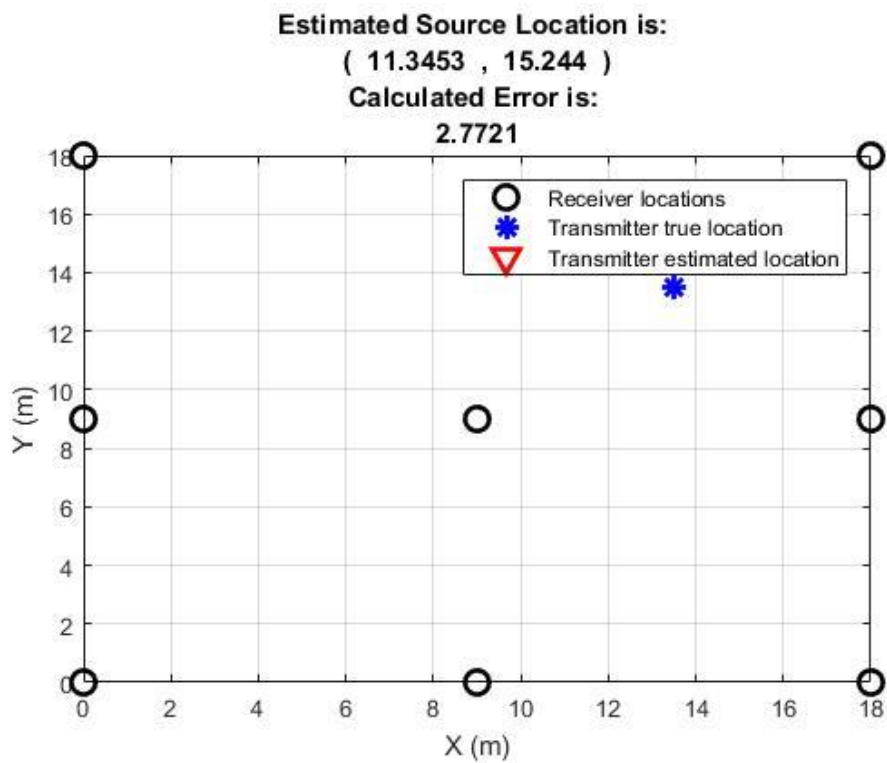 Estimated Source Location is:
( 11.3453 , 15.244 )
Calculated Error is:
2.7721
18
Receiver locations
16
Transmitter true location
Transmitter estimated location
14
12
10
8
6
4
2
0
Y (m)
0 2 4 6 8 10 12 14 16 18
X (m)